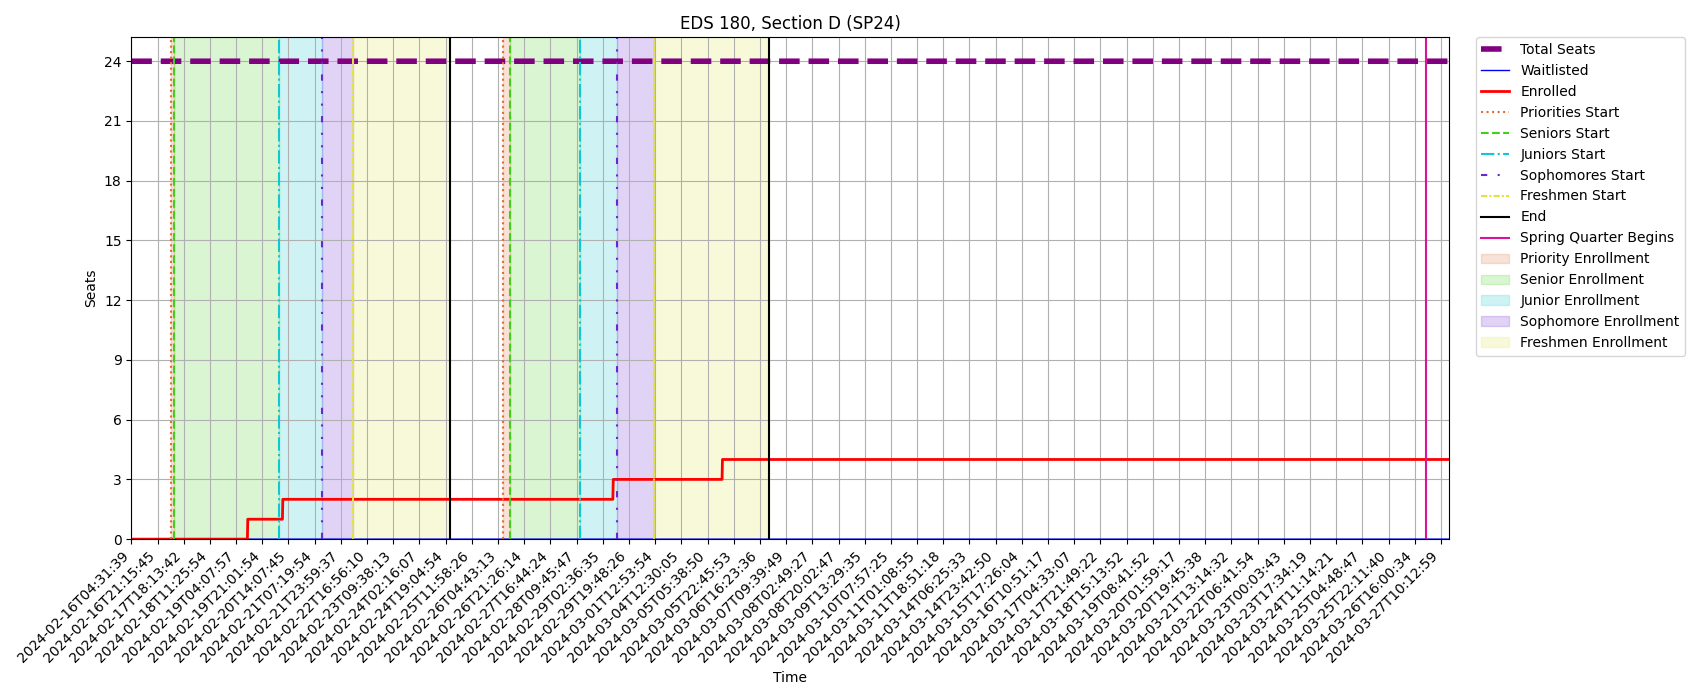 EDS 180, Section D (SP24)
Seats
24
21
18
15
12
9
6
3
0
2024-02-16T04:31:39
2024-02-16T21:15:45
2024-02-17T18:13:42
2024-02-18T11:25:54
2024-02-19T04:07:57
2024-02-19T21:01:54
2024-02-20T14:07:45
2024-02-21T07:19:54
2024-02-21T23:59:37
2024-02-22T16:56:10
2024-02-23T09:38:13
2024-02-24T02:16:07
2024-02-24T19:04:54
2024-02-25T11:58:26
2024-02-26T04:43:13
2024-02-26T21:26:14
2024-02-27T16:44:24
2024-02-28T09:45:47
2024-02-29T02:36:35
2024-02-29T19:48:26
2024-03-01T12:53:54
2024-03-04T12:30:05
2024-03-05T05:38:50
2024-03-05T22:45:53
2024-03-06T16:23:36
2024-03-07T09:39:49
2024-03-08T02:49:27
2024-03-08T20:02:47
2024-03-09T13:29:35
2024-03-10T07:57:25
2024-03-11T01:08:55
2024-03-11T18:51:18
2024-03-14T06:25:33
2024-03-14T23:42:50
2024-03-15T17:26:04
2024-03-16T10:51:17
2024-03-17T04:33:07
2024-03-17T21:49:22
2024-03-18T15:13:52
2024-03-19T08:41:52
2024-03-20T01:59:17
2024-03-20T19:45:38
2024-03-21T13:14:32
2024-03-22T06:41:54
2024-03-23T00:03:43
2024-03-23T17:34:19
2024-03-24T11:14:21
2024-03-25T04:48:47
2024-03-25T22:11:40
2024-03-26T16:00:34
2024-03-27T10:12:59
Time
Total Seats
Waitlisted
Enrolled
Priorities Start
Seniors Start
Juniors Start
Sophomores Start
Freshmen Start
End
Spring Quarter Begins
Priority Enrollment
Senior Enrollment
Junior Enrollment
Sophomore Enrollment
Freshmen Enrollment